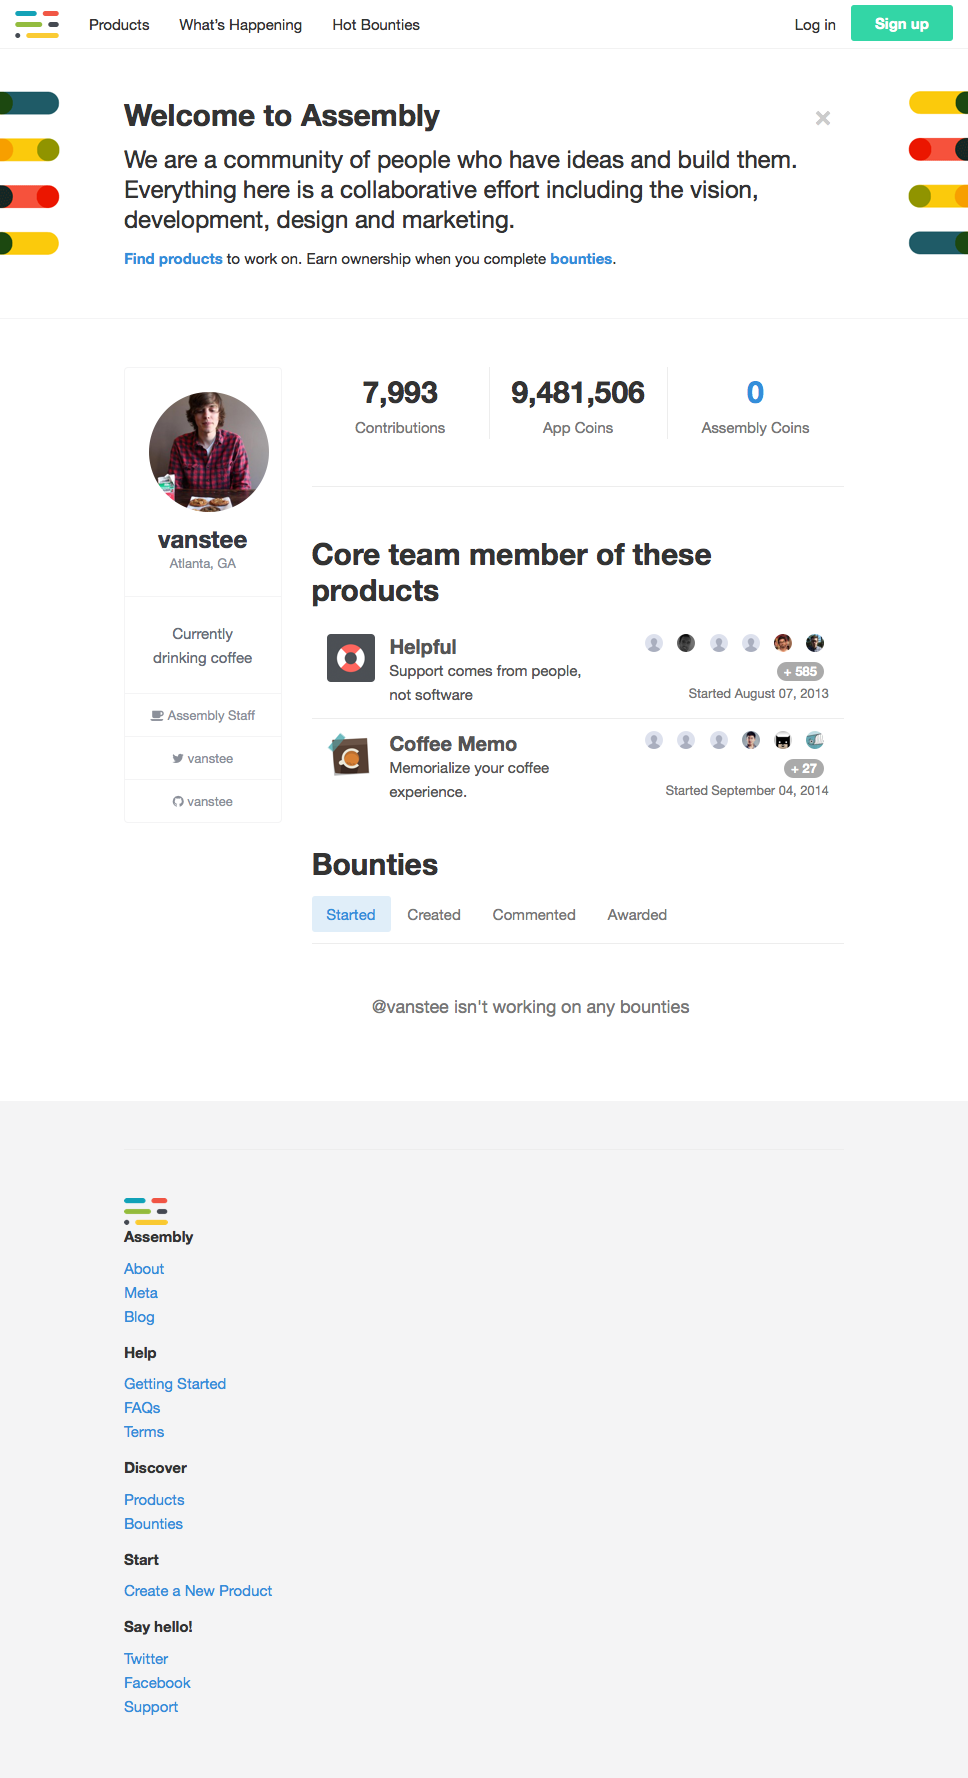 Products What's Happening Hot Bounties Log in Sign up
Welcome to Assembly
×
We are a community of people who have ideas and build them.
Everything here is a collaborative effort including the vision,
development, design and marketing.
Find products to work on. Earn ownership when you complete bounties.
vanstee
Atlanta, GA
Currently
drinking coffee
Assembly Staff
vanstee
vanstee
7,993 9,481,506 0
Contributions App Coins Assembly Coins
Core team member of these
products
Helpful
Support comes from people,
not software
+ 585
Started August 07, 2013
Coffee Memo
Memorialize your coffee
experience.
+ 27
Started September 04, 2014
Bounties
Started Created Commented Awarded
@vanstee isn't working on any bounties
Assembly
About
Meta
Blog
Help
Getting Started
FAQs
Terms
Discover
Products
Bounties
Start
Create a New Product
Say hello!
Twitter
Facebook
Support